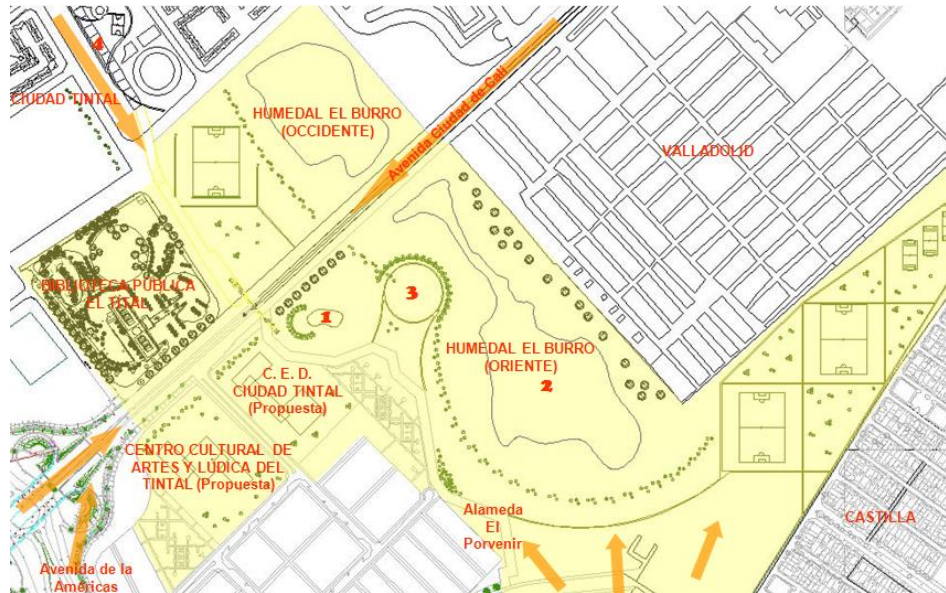 4
CIUDAD TINTAL
HUMEDAL EL BURRO
(OCCIDENTE)
Avenida Ciudad de Cali
VALLADOLID
BIBLIOTECA PÚBLICA
EL TITAL
3
1
HUMEDAL EL BURRO
(ORIENTE)
2
C. E. D.
CIUDAD TINTAL
(Propuesta)
CENTRO CULTURAL DE
ARTES Y LÚDICA DEL
TINTAL (Propuesta)
Alameda
El
Porvenir
CASTILLA
Avenida de la
Américas